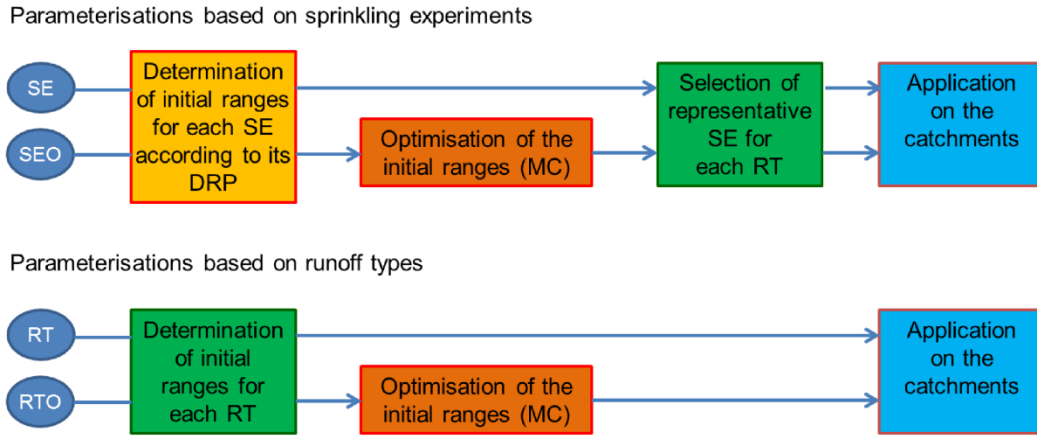 Parameterisations based on sprinkling experiments
SE
SEO
Determination
of initial ranges
for each SE
according to its
DRP
Optimisation of the
initial ranges (MC)
Selection of
representative
SE for
each RT
Application
on the
catchments
Parameterisations based on runoff types
RT
RTO
Determination
of initial
ranges for
each RT
Optimisation of the
initial ranges (MC)
Application
on the
catchments